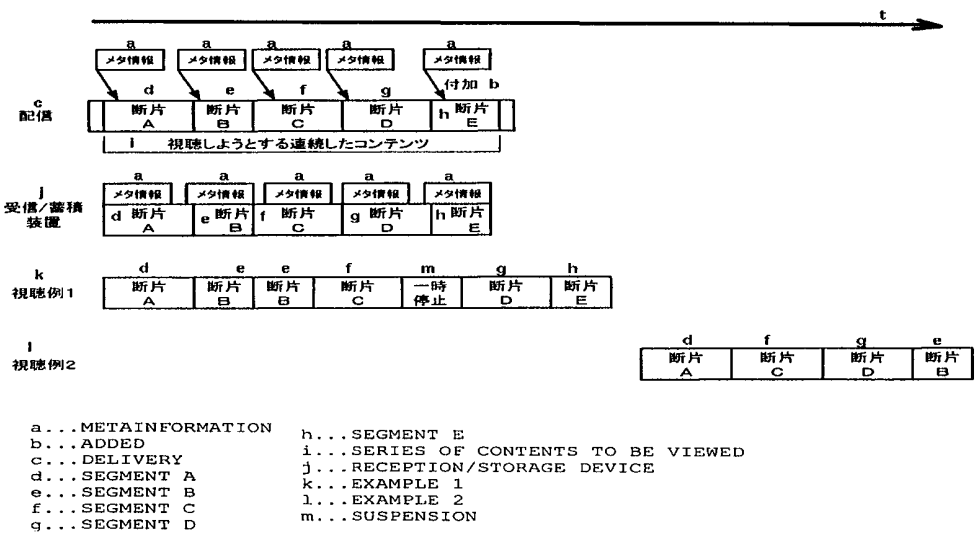 t
a a a a a
メタ情報 メタ情報 メタ情報 メタ情報 メタ情報
d e f g 付加 b
c
配信
断片 A 断片 B 断片 C 断片 D h 断片 E
i 視聴しようとする連続したコンテンツ
a a a a a
j
受信/蓄積
装置
メタ情報 メタ情報 メタ情報 メタ情報 メタ情報
d 断片 A e 断片 B f 断片 C g 断片 D h 断片 E
k
視聴例1
d e e f m g h
断片 断片 断片 断片 一時 断片 断片
A B B C 停止 D E
l
視聴例2
d f g e
断片 断片 断片 断片
A C D B
a...METAINFORMATION
b...ADDED
c...DELIVERY
d...SEGMENT A
e...SEGMENT B
f...SEGMENT C
g...SEGMENT D
h...SEGMENT E
i...SERIES OF CONTENTS TO BE VIEWED
j...RECEPTION/STORAGE DEVICE
k...EXAMPLE 1
l...EXAMPLE 2
m...SUSPENSION